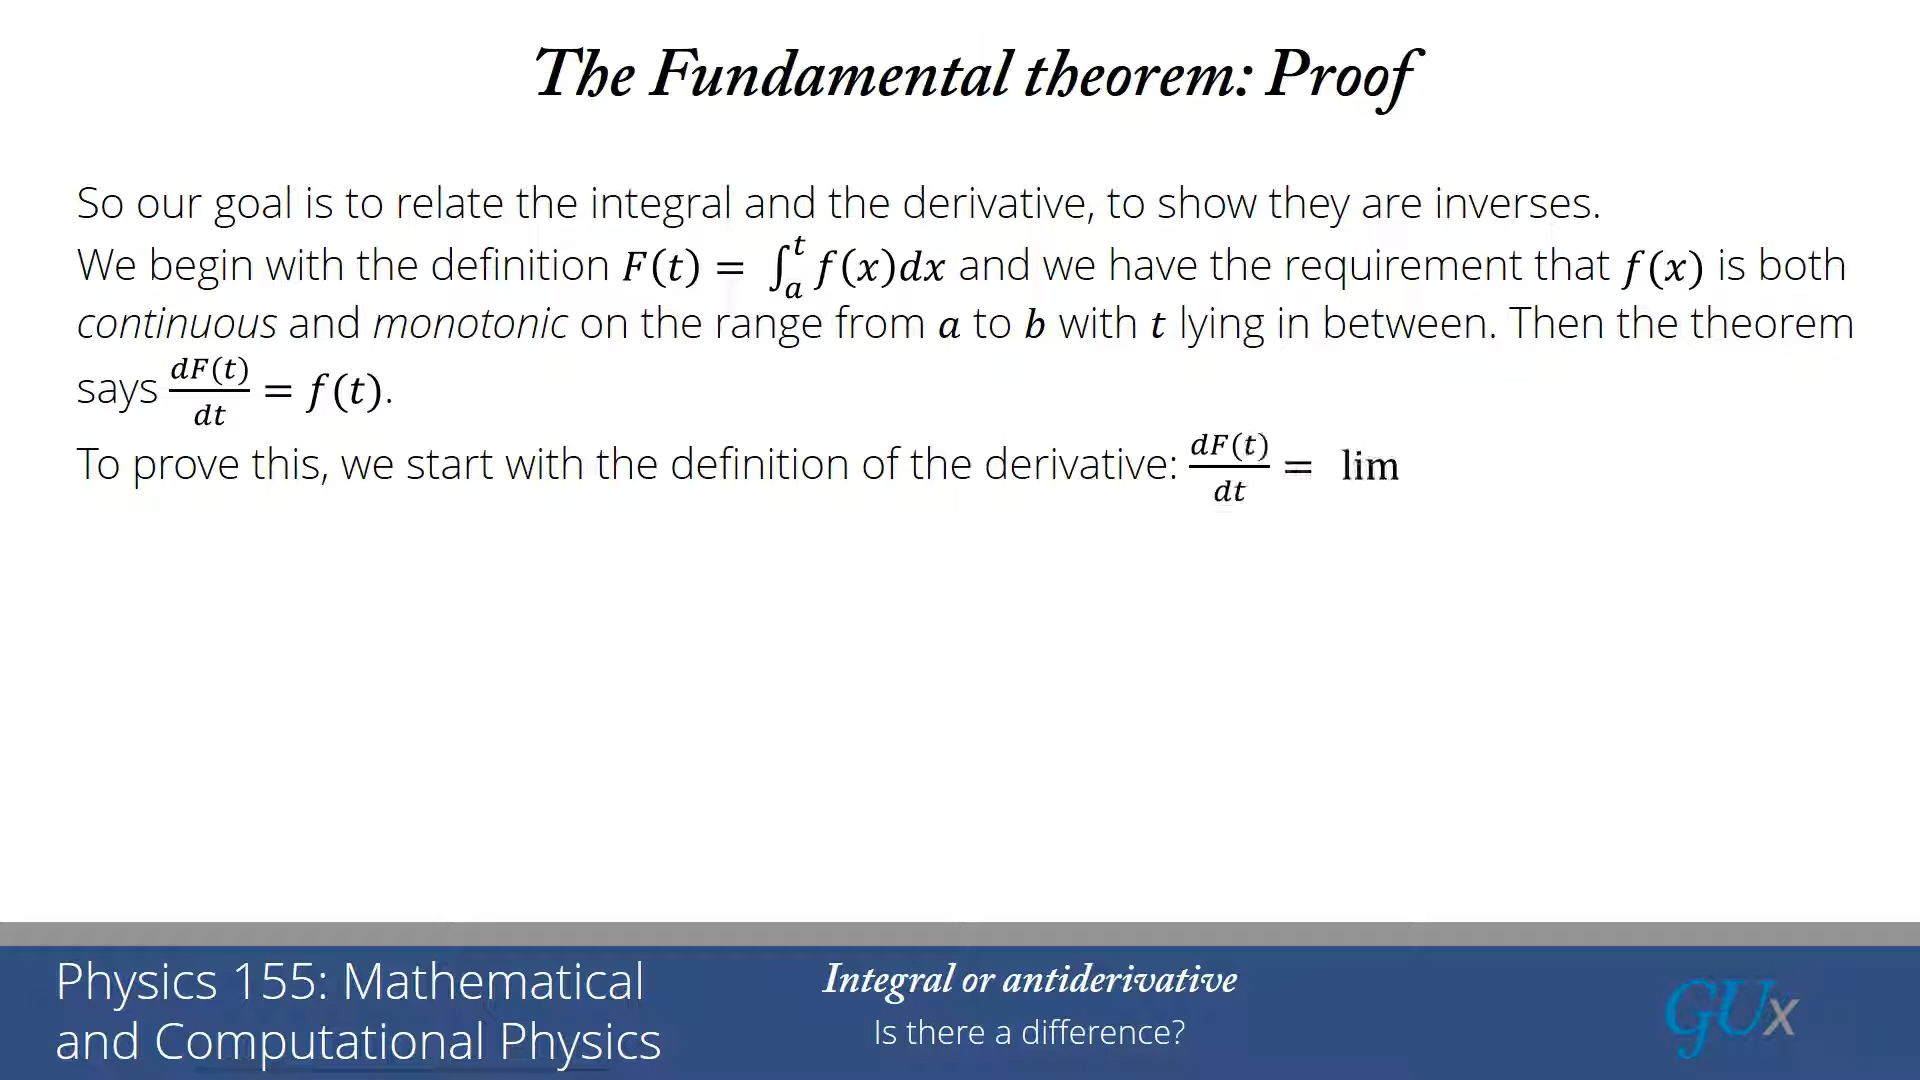 The Fundamental theorem: Proof
So our goal is to relate the integral and the derivative, to show they are inverses.
We begin with the definition F(t) = ∫ₐᵗ f(x)dx and we have the requirement that f(x) is both
continuous and monotonic on the range from a to b with t lying in between. Then the theorem
says dF(t)/dt = f(t).
To prove this, we start with the definition of the derivative: dF(t)/dt = lim
Physics 155: Mathematical
and Computational Physics
Integral or antiderivative
Is there a difference?
GUx